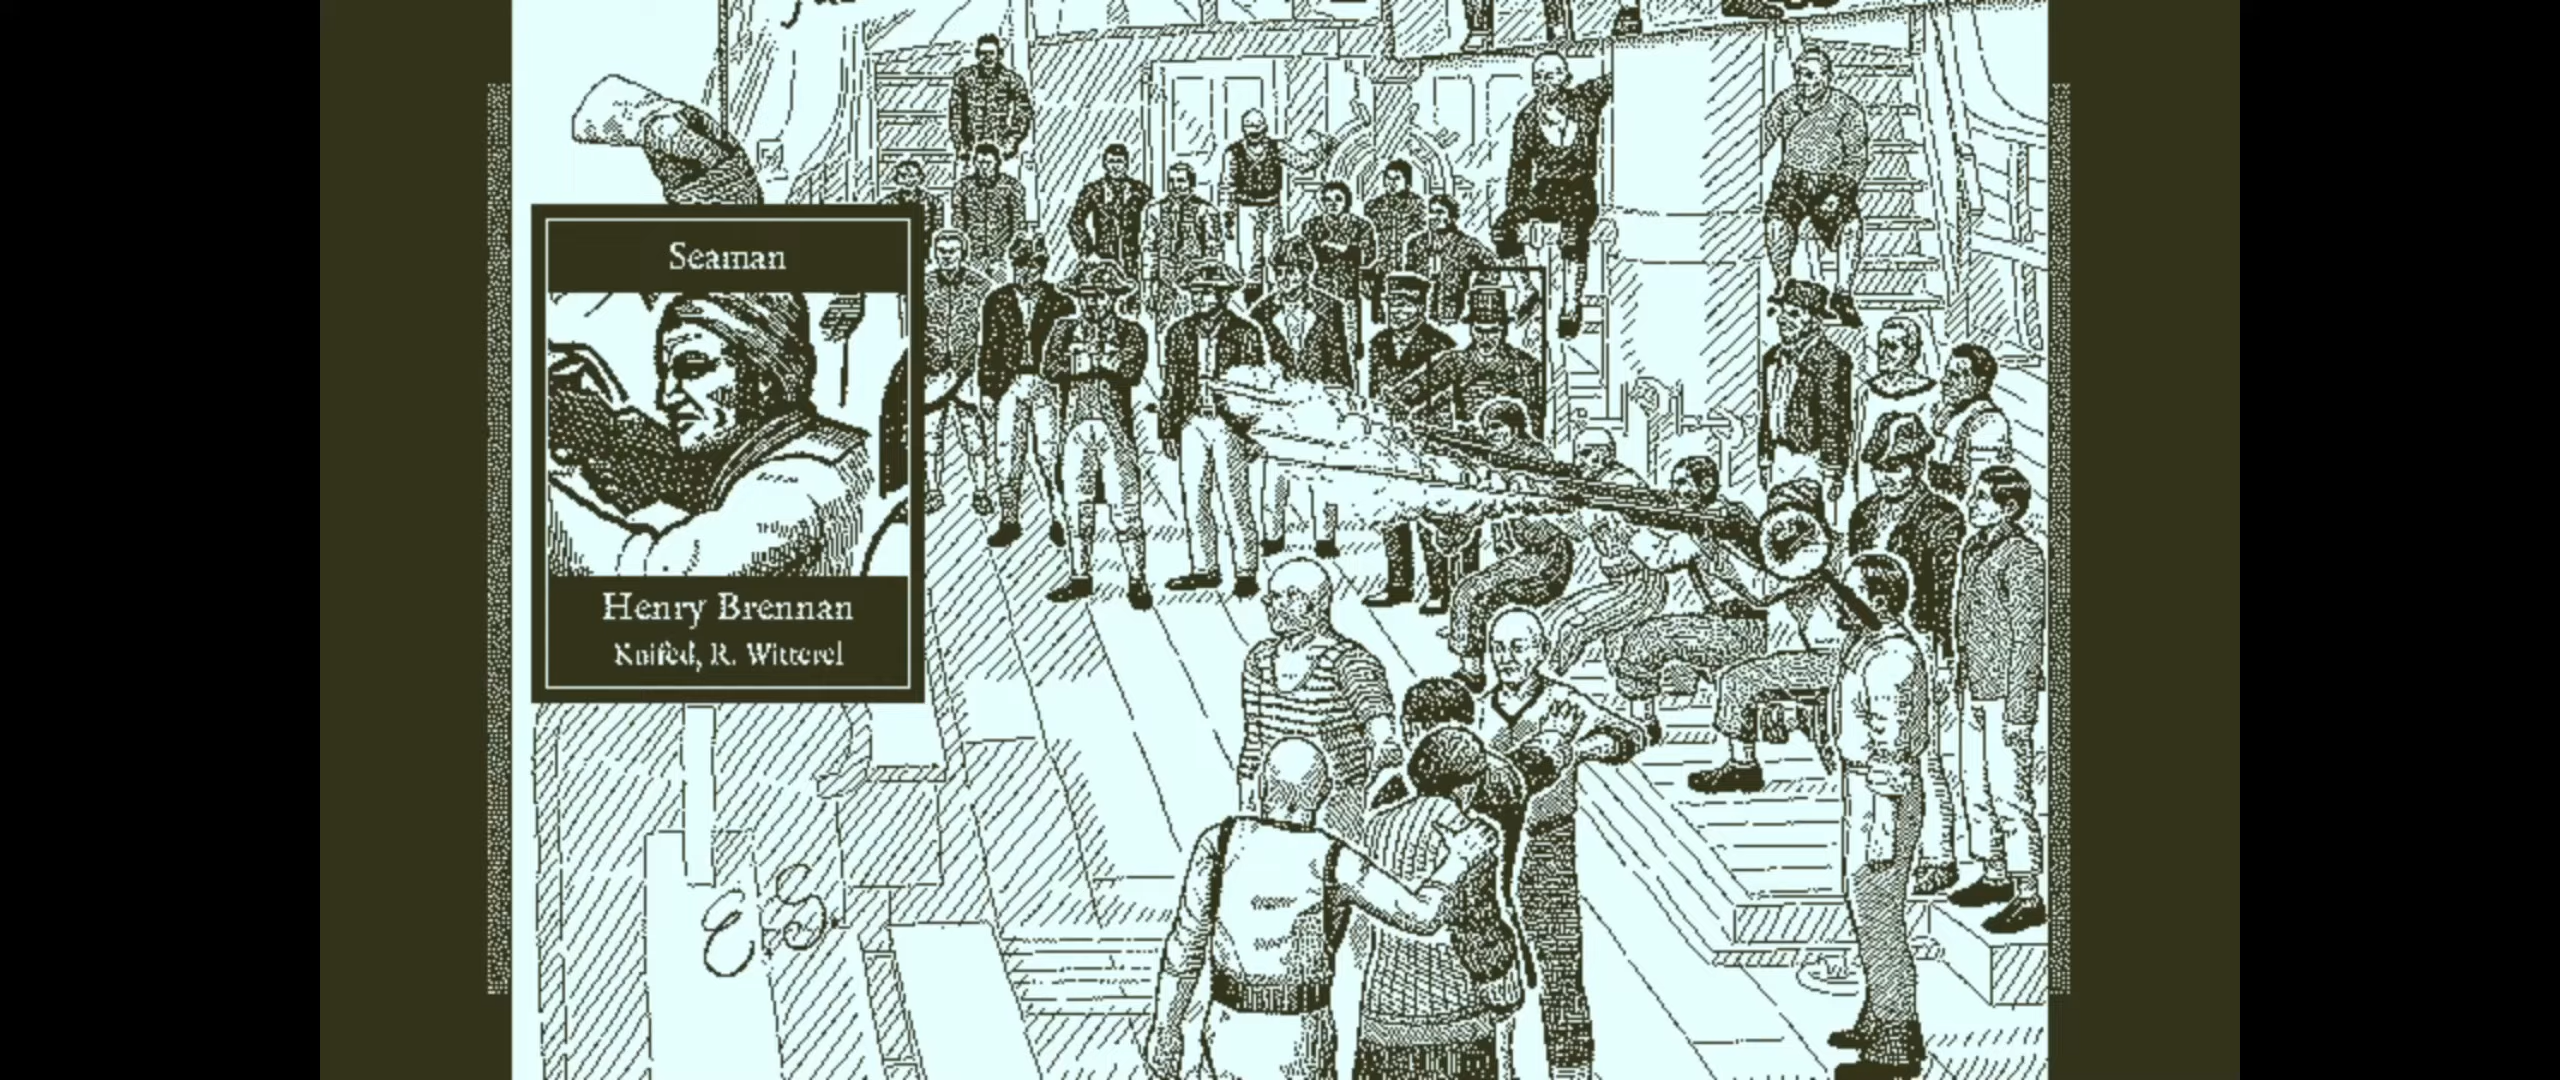 Seaman
Henry Brennan
Knifed, R. Witterel
E S.